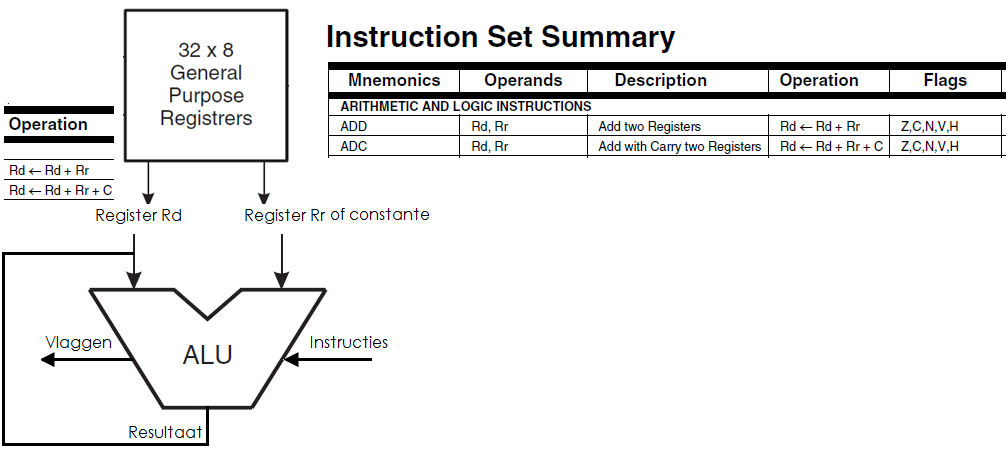 32 x 8
General
Purpose
Registrers
Instruction Set Summary
Mnemonics Operands Description Operation Flags
ARITHMETIC AND LOGIC INSTRUCTIONS
ADD Rd, Rr Add two Registers Rd ← Rd + Rr Z,C,N,V,H
ADC Rd, Rr Add with Carry two Registers Rd ← Rd + Rr + C Z,C,N,V,H
Operation
Rd ← Rd + Rr
Rd ← Rd + Rr + C
Register Rd
Register Rr of constante
Vlaggen
ALU
Instructies
Resultaat